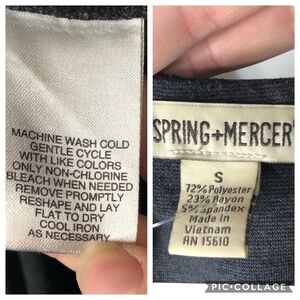 MACHINE WASH COLD
GENTLE CYCLE
WITH LIKE COLORS
ONLY NON-CHLORINE
BLEACH WHEN NEEDED
REMOVE PROMPTLY
RESHAPE AND LAY
FLAT TO DRY
COOL IRON
AS NECESSARY
SPRING+MERCER
S
72% Polyester
23% Rayon
5% Spandex
Made in
Vietnam
RN 15610
PIC•COLLAGE